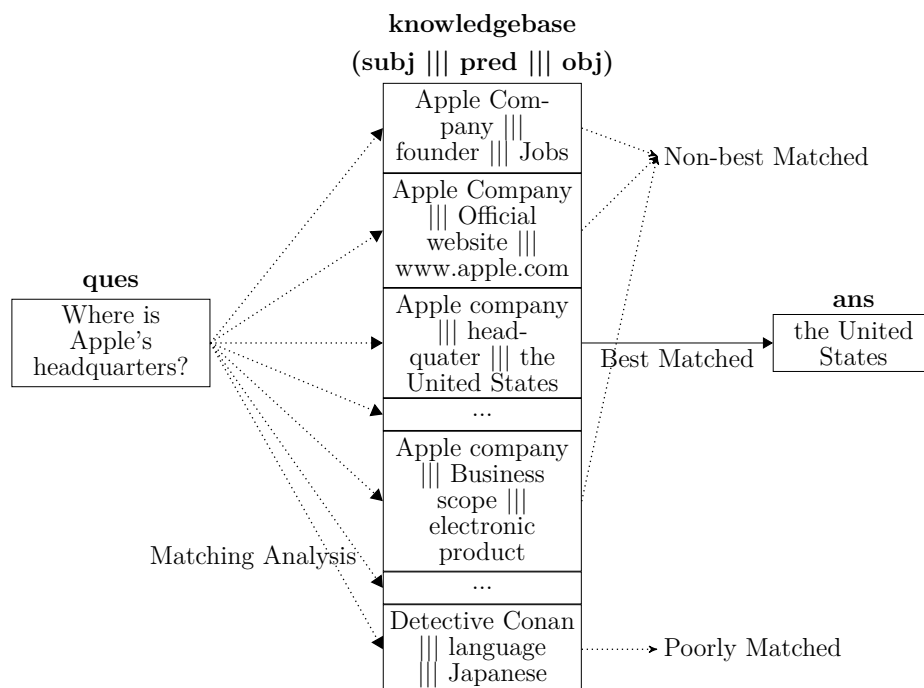 knowledgebase
(subj ||| pred ||| obj)
Apple Com-
pany |||
founder ||| Jobs
Non-best Matched
Apple Company
||| Official
website |||
www.apple.com
ques
Where is
Apple's
headquarters?
Apple company
||| head-
quater ||| the
United States
Best Matched
ans
the United
States
...
Apple company
||| Business
scope |||
electronic
product
Matching Analysis
...
Detective Conan
||| language
||| Japanese
Poorly Matched